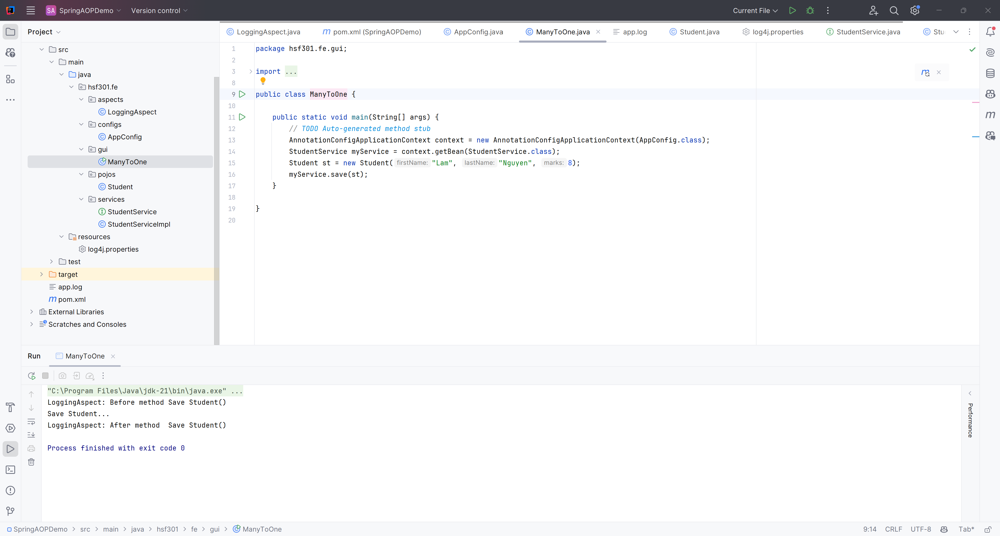 SA SpringAOPDemo Version control Current File
Project
LoggingAspect.java pom.xml (SpringAOPDemo) AppConfig.java ManyToOne.java app.log Student.java log4j.properties StudentService.java Stu
src
main
java
hsf301.fe
aspects
LoggingAspect
configs
AppConfig
gui
ManyToOne
pojos
Student
services
StudentService
StudentServiceImpl
resources
log4j.properties
test
target
app.log
pom.xml
External Libraries
Scratches and Consoles
1 package hsf301.fe.gui;
2
3 import ...
8
9 public class ManyToOne {
10
11 public static void main(String[] args) {
12 // TODO Auto-generated method stub
13 AnnotationConfigApplicationContext context = new AnnotationConfigApplicationContext(AppConfig.class);
14 StudentService myService = context.getBean(StudentService.class);
15 Student st = new Student( firstName: "Lam", lastName: "Nguyen", marks: 8);
16 myService.save(st);
17 }
18
19 }
20
Run ManyToOne
"C:\Program Files\Java\jdk-21\bin\java.exe" ...
LoggingAspect: Before method Save Student()
Save Student...
LoggingAspect: After method  Save Student()
Process finished with exit code 0
Performance
SpringAOPDemo > src > main > java > hsf301 > fe > gui > ManyToOne 9:14 CRLF UTF-8 Tab*